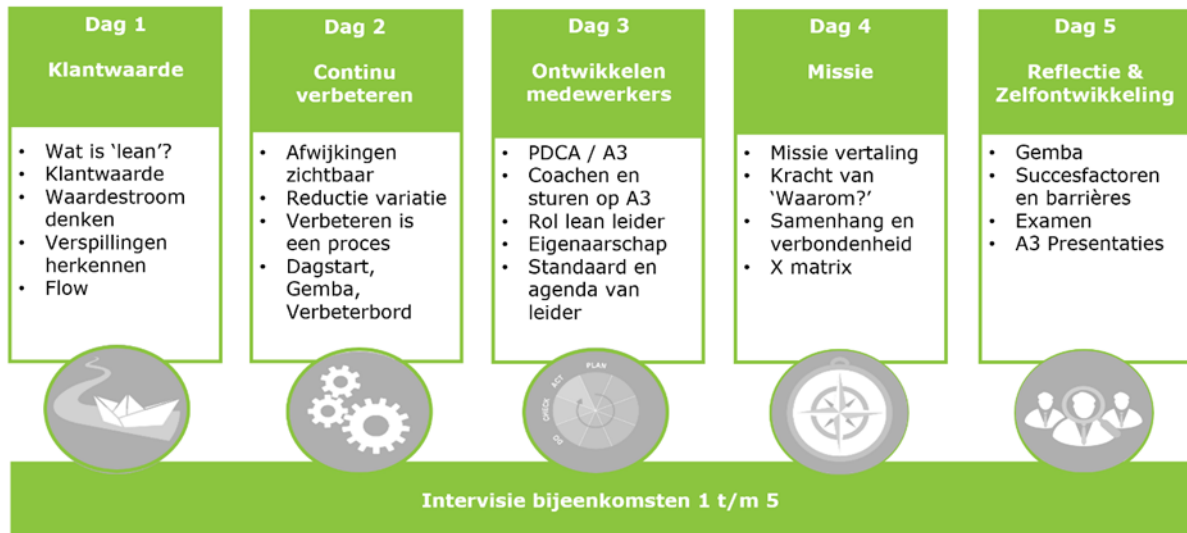 Dag 1
Klantwaarde
• Wat is ‘lean’?
• Klantwaarde
• Waardestroom
denken
• Verspillingen
herkennen
• Flow
Dag 2
Continu
verbeteren
• Afwijkingen
zichtbaar
• Reductie variatie
• Verbeteren is
een proces
• Dagstart,
Gemba,
Verbeterbord
Dag 3
Ontwikkelen
medewerkers
• PDCA / A3
• Coachen en
sturen op A3
• Rol lean leider
• Eigenaarschap
• Standaard en
agenda van
leider
Dag 4
Missie
• Missie vertaling
• Kracht van
‘Waarom?’
• Samenhang en
verbondenheid
• X matrix
Dag 5
Reflectie &
Zelfontwikkeling
• Gemba
• Succesfactoren
en barrières
• Examen
• A3 Presentaties
PLAN
ACT
CHECK
DO
Intervisie bijeenkomsten 1 t/m 5